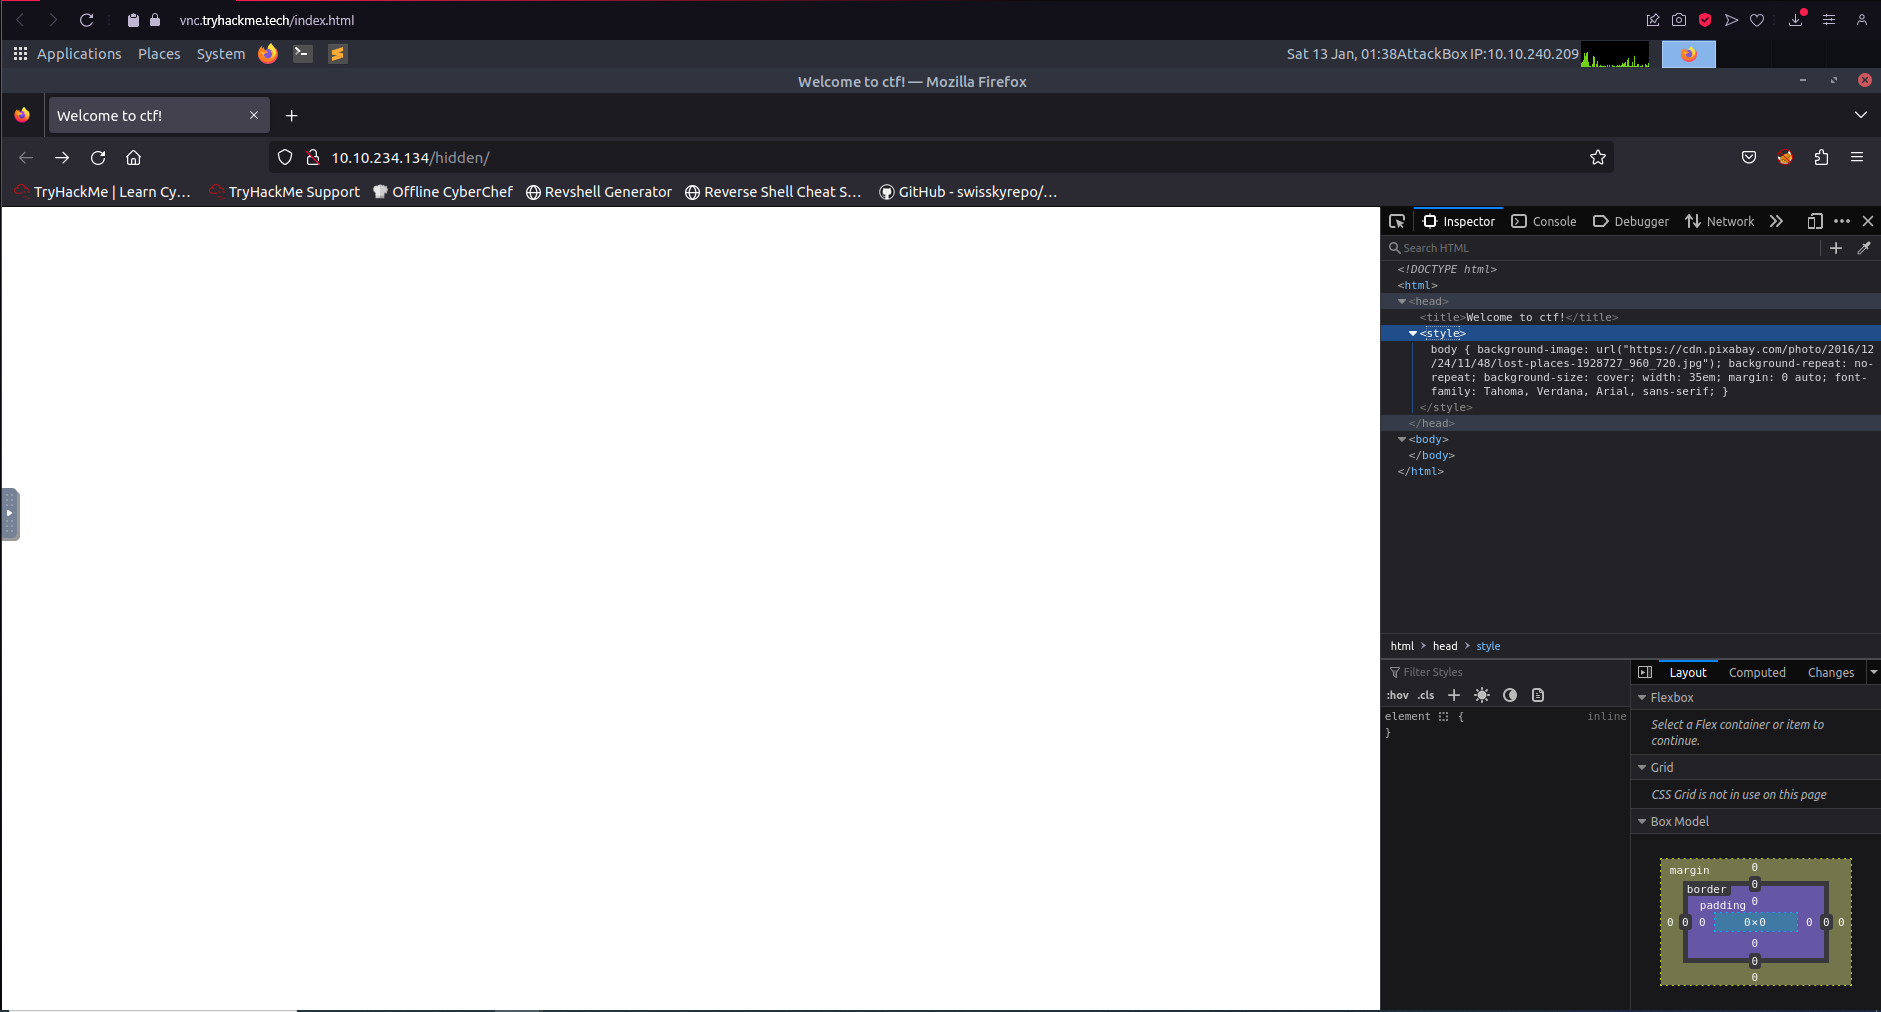 vnc.tryhackme.tech/index.html
Applications Places System Sat 13 Jan, 01:38AttackBox IP:10.10.240.209
Welcome to ctf! — Mozilla Firefox
Welcome to ctf!
10.10.234.134/hidden/
TryHackMe | Learn Cy… TryHackMe Support Offline CyberChef Revshell Generator Reverse Shell Cheat S… GitHub - swisskyrepo/…
Inspector Console Debugger Network
Search HTML
<!DOCTYPE html>
<html>
<head>
<title>Welcome to ctf!</title>
<style>
body { background-image: url("https://cdn.pixabay.com/photo/2016/12
/24/11/48/lost-places-1928727_960_720.jpg"); background-repeat: no-
repeat; background-size: cover; width: 35em; margin: 0 auto; font-
family: Tahoma, Verdana, Arial, sans-serif; }
</style>
</head>
<body>
</body>
</html>
html > head > style
Filter Styles
:hov .cls
element { inline
}
Layout Computed Changes
Flexbox
Select a Flex container or item to
continue.
Grid
CSS Grid is not in use on this page
Box Model
margin 0
border 0
padding 0
0 0 0 0×0 0 0 0
0
0
0